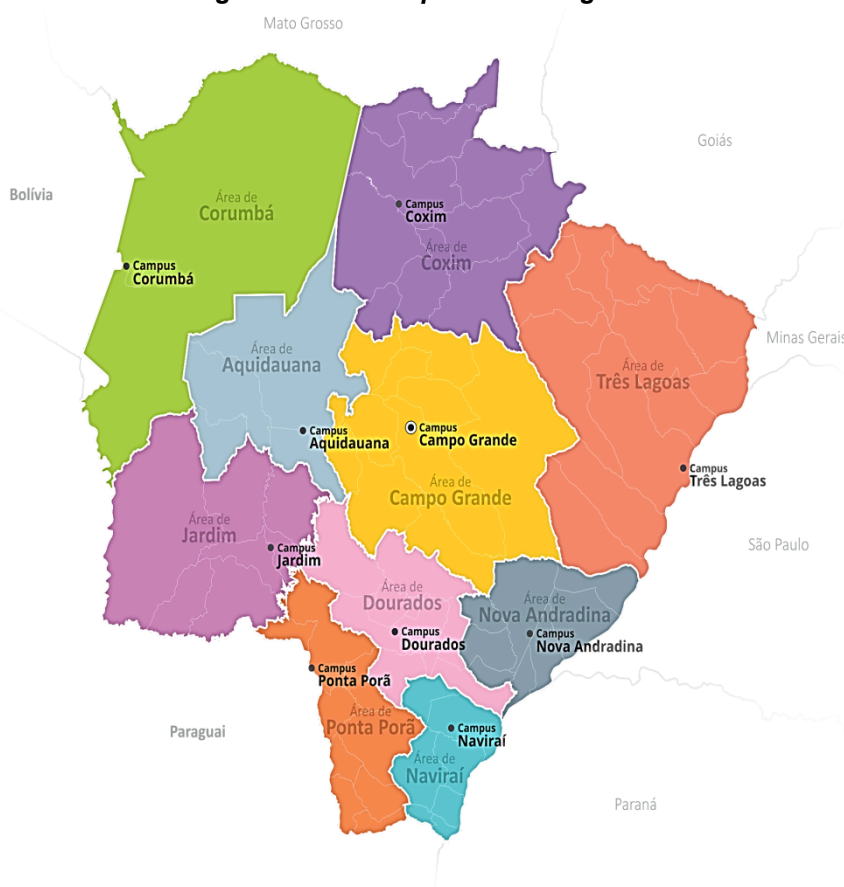 Mato Grosso
Goiás
Bolívia
Área de
Corumbá
Campus
Coxim
Área de
Coxim
Campus
Corumbá
Minas Gerais
Área de
Aquidauana
Área de
Três Lagoas
Campus
Aquidauana
Campus
Campo Grande
Campus
Três Lagoas
Área de
Campo Grande
Área de
Jardim
Campus
Jardim
São Paulo
Área de
Dourados
Área de
Nova Andradina
Campus
Dourados
Campus
Nova Andradina
Campus
Ponta Porã
Área de
Ponta Porã
Campus
Naviraí
Paraguai
Área de
Naviraí
Paraná